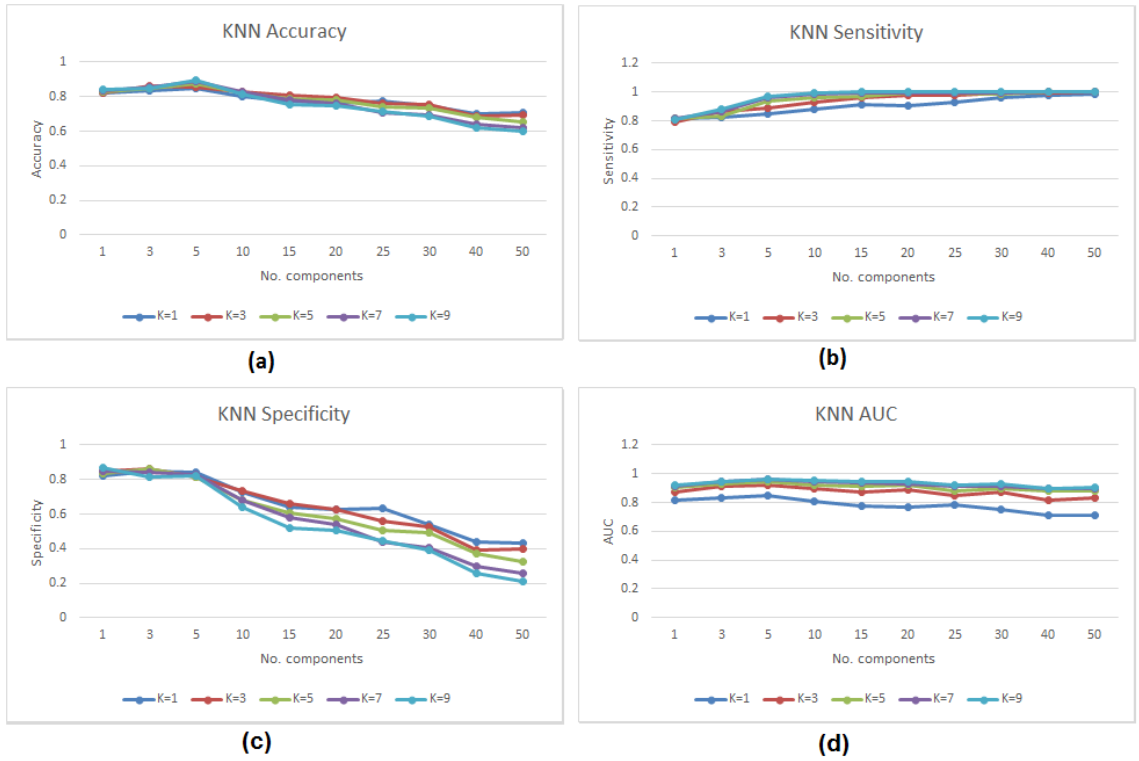 KNN Accuracy
1
0.8
0.6
0.4
0.2
0
Accuracy
1 3 5 10 15 20 25 30 40 50
No. components
K=1 K=3 K=5 K=7 K=9
(a)
KNN Sensitivity
1.2
1
0.8
0.6
0.4
0.2
0
Sensitivity
1 3 5 10 15 20 25 30 40 50
No. components
K=1 K=3 K=5 K=7 K=9
(b)
KNN Specificity
1
0.8
0.6
0.4
0.2
0
Specificity
1 3 5 10 15 20 25 30 40 50
No. components
K=1 K=3 K=5 K=7 K=9
(c)
KNN AUC
1.2
1
0.8
0.6
0.4
0.2
0
AUC
1 3 5 10 15 20 25 30 40 50
No. components
K=1 K=3 K=5 K=7 K=9
(d)